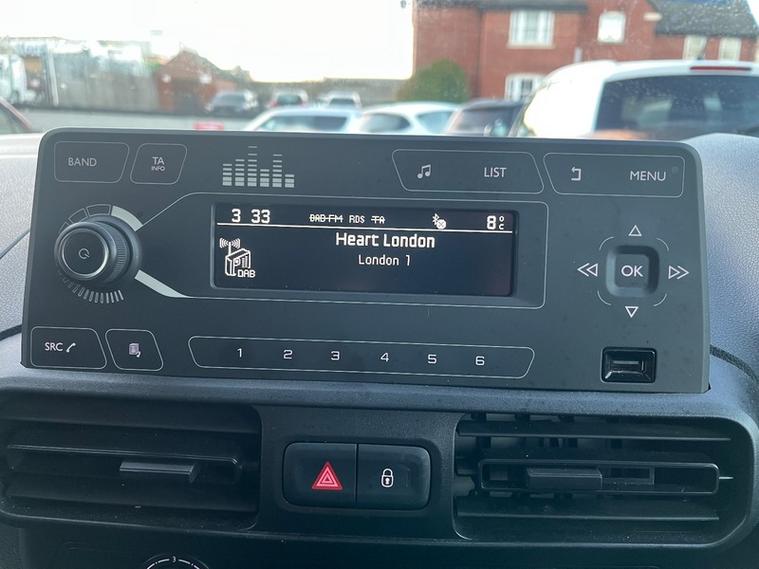 BAND
TA
INFO
LIST
MENU
3 33 DAB-FM RDS TA 8°C
Heart London
London 1
DAB
OK
SRC
1 2 3 4 5 6
3